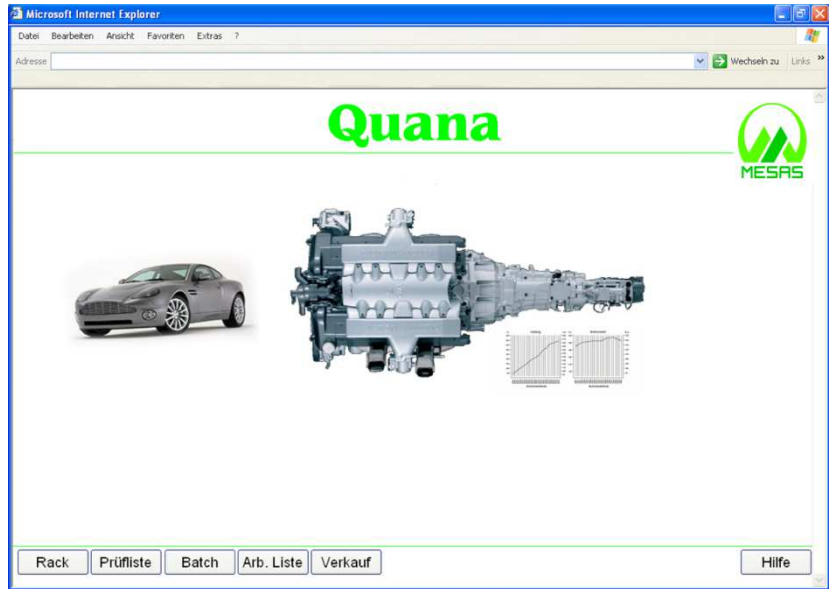 Microsoft Internet Explorer
Datei Bearbeiten Ansicht Favoriten Extras ?
Adresse Wechseln zu Links »
Quana
MESAS
Rack Prüfliste Batch Arb. Liste Verkauf Hilfe